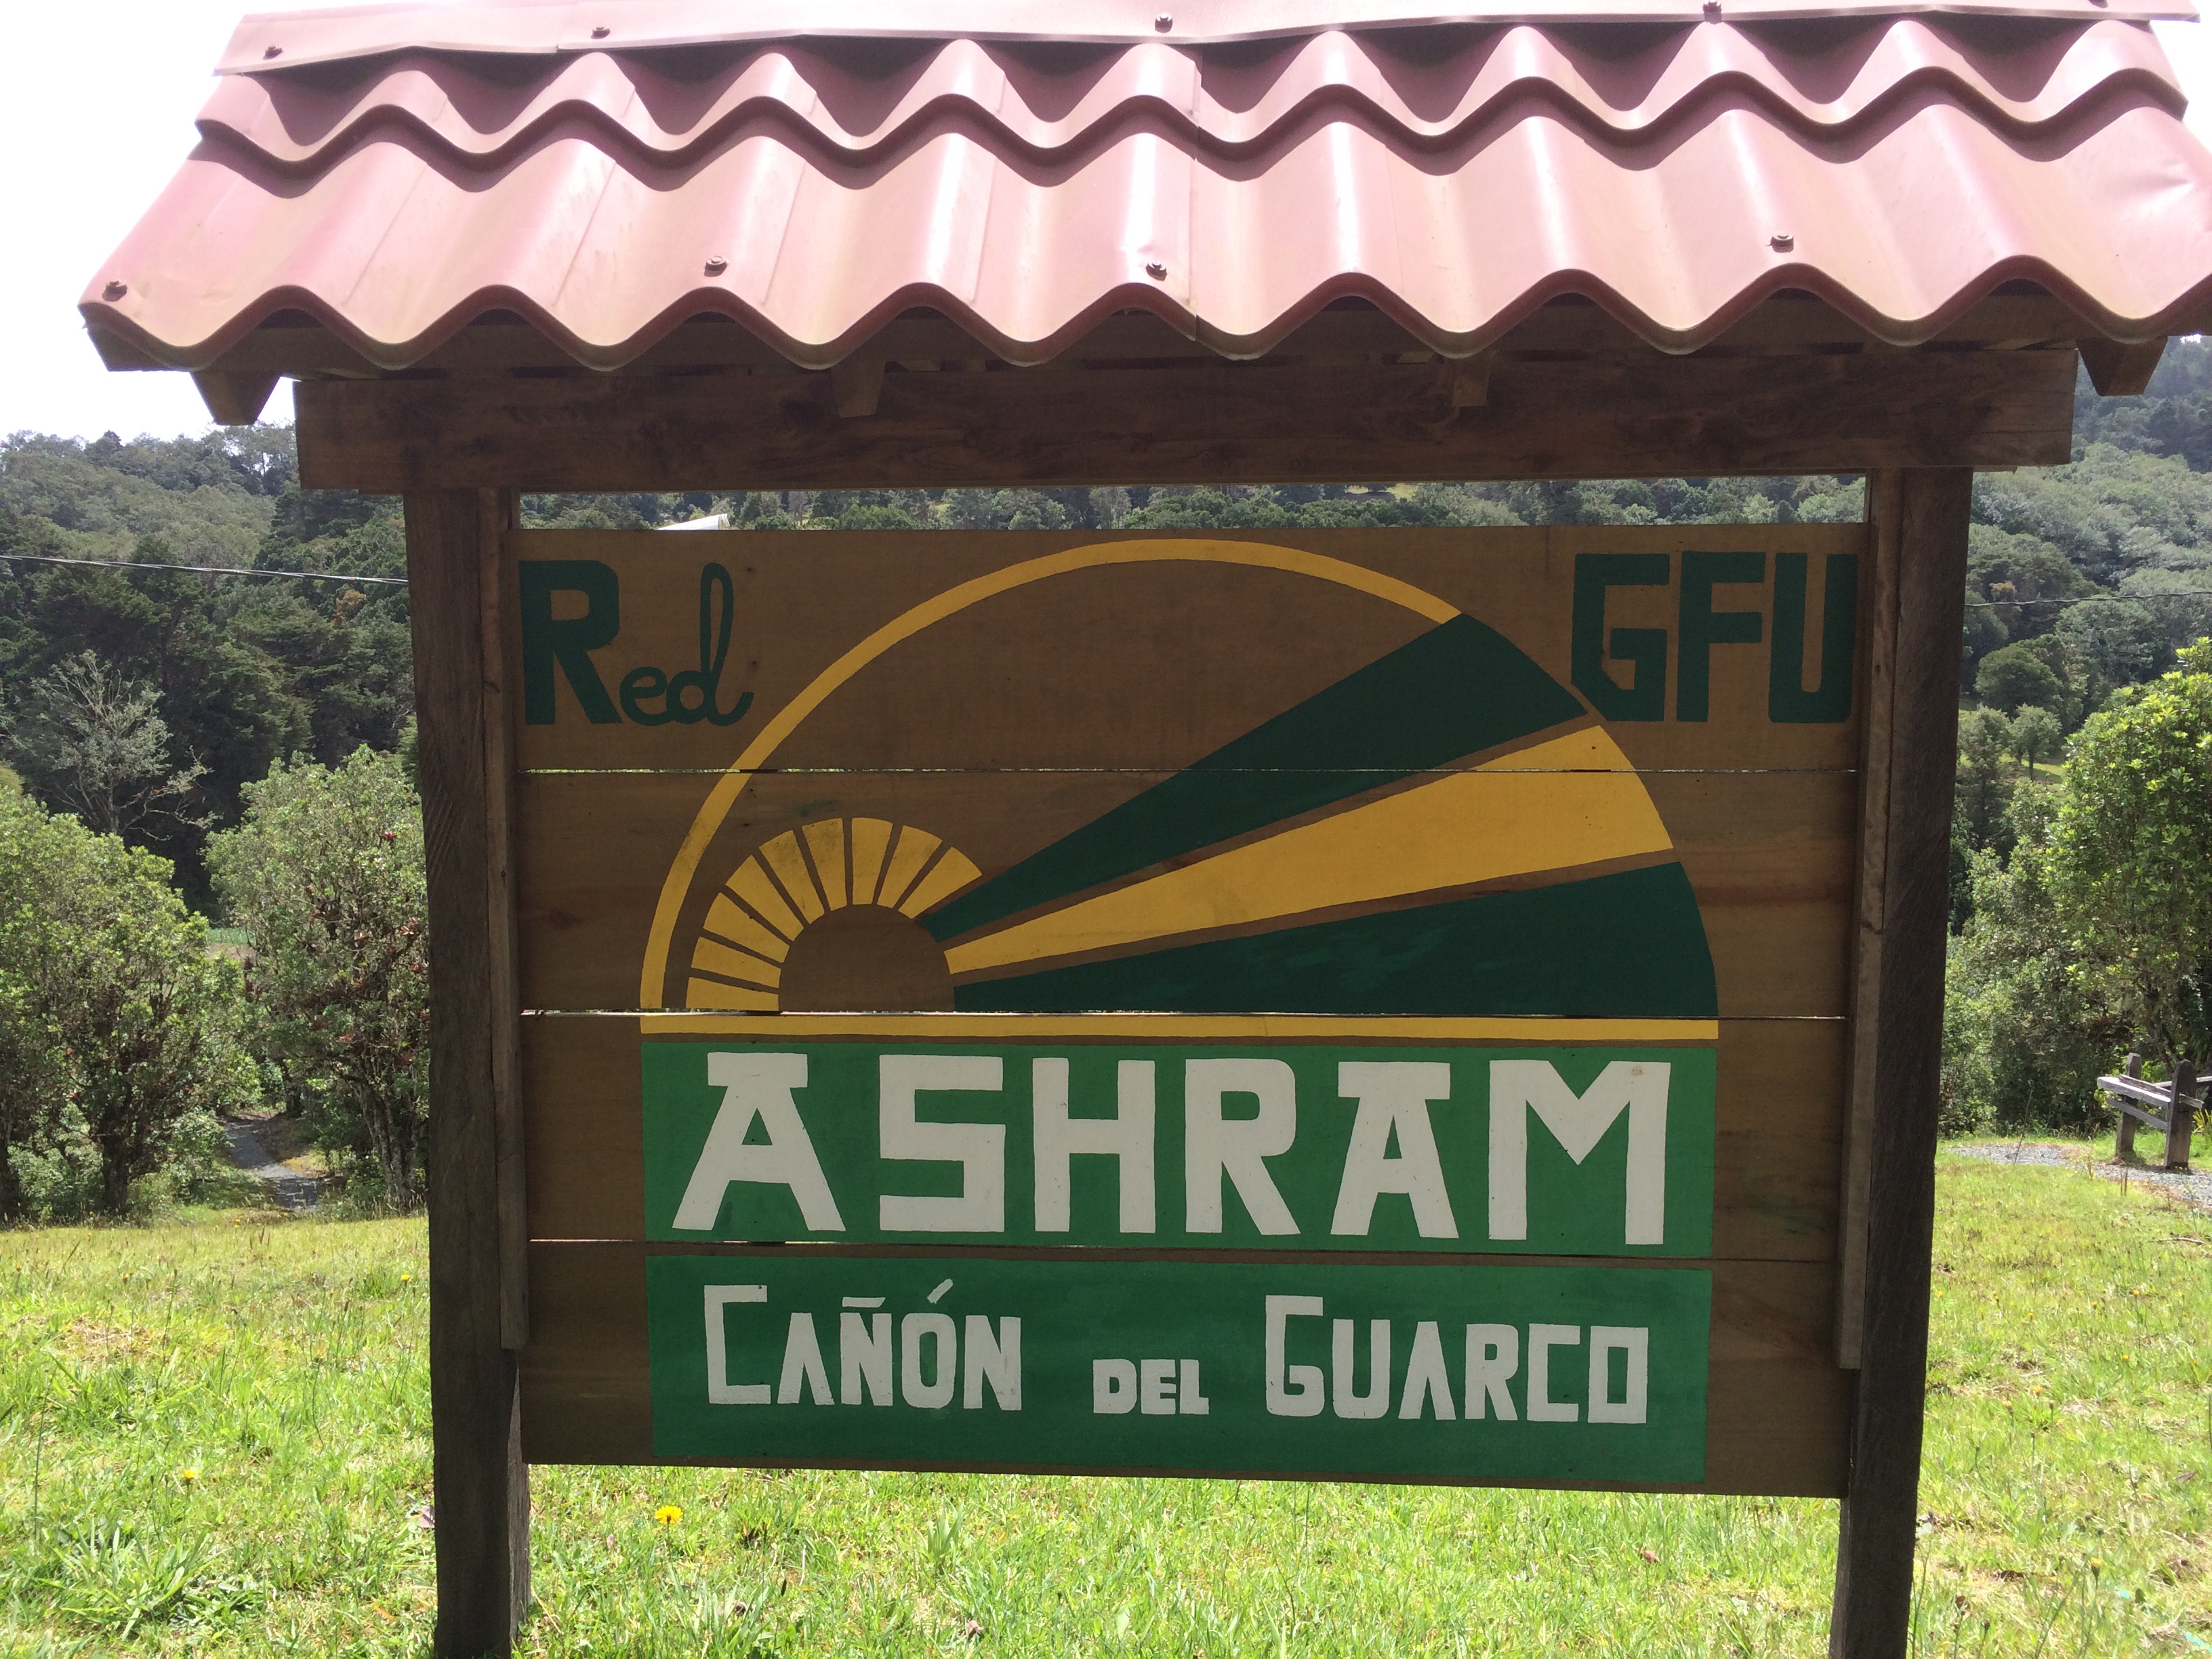 Red GFU
ASHRAM
CAÑÓN DEL GUARCO